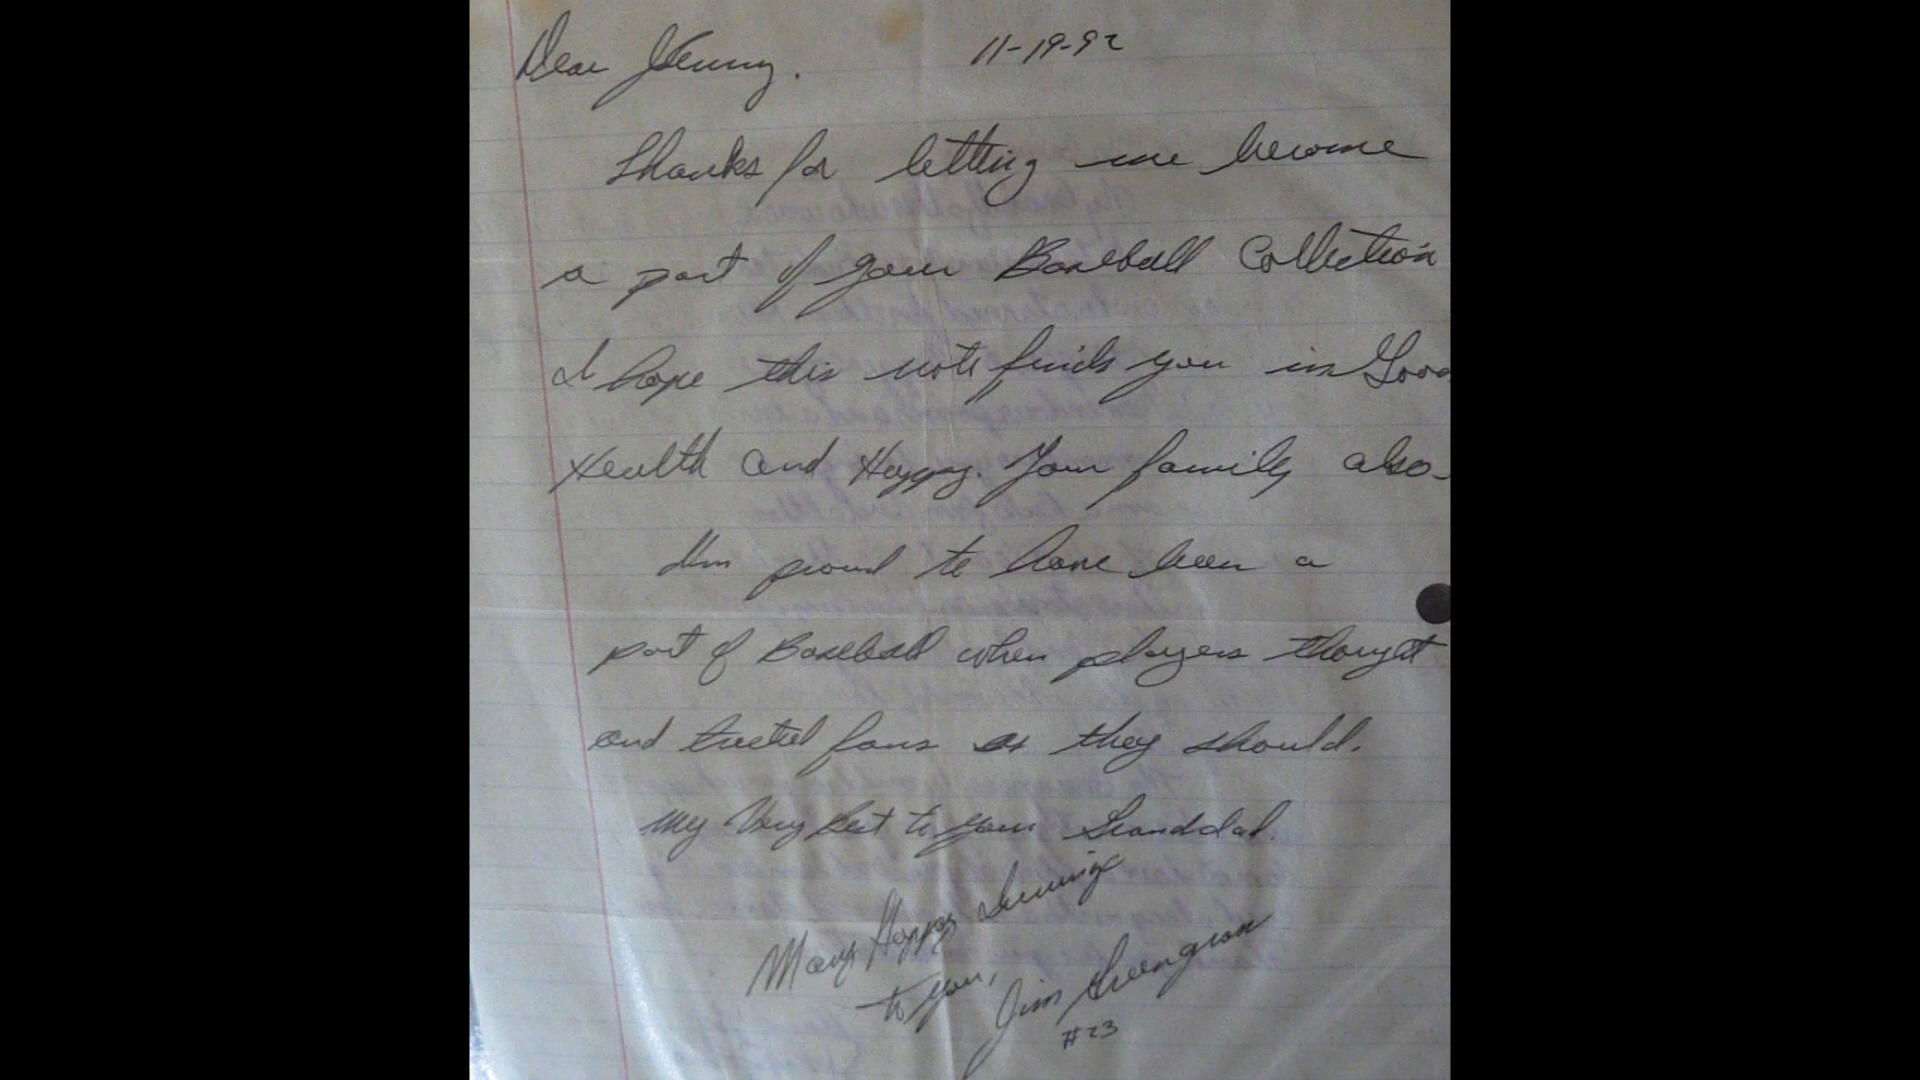 Dear Jenny. 11-19-92
Thanks for letting me become
a part of your Baseball Collection
I hope this note finds you in Good
Health and Happy. Your family also-
I'm proud to have been a
part of Baseball when players thought
and treated fans as they should.
My Very best to your Granddad.
Many Happy Innings
to you,
Jim Greengrass
#23